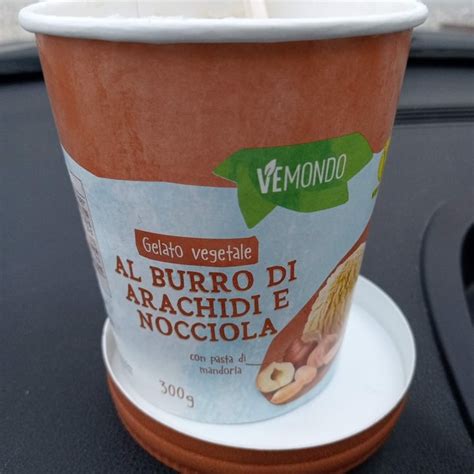 VEMONDO
Gelato vegetale
AL BURRO DI
ARACHIDI E
NOCCIOLA
con pasta di
mandorla
300g